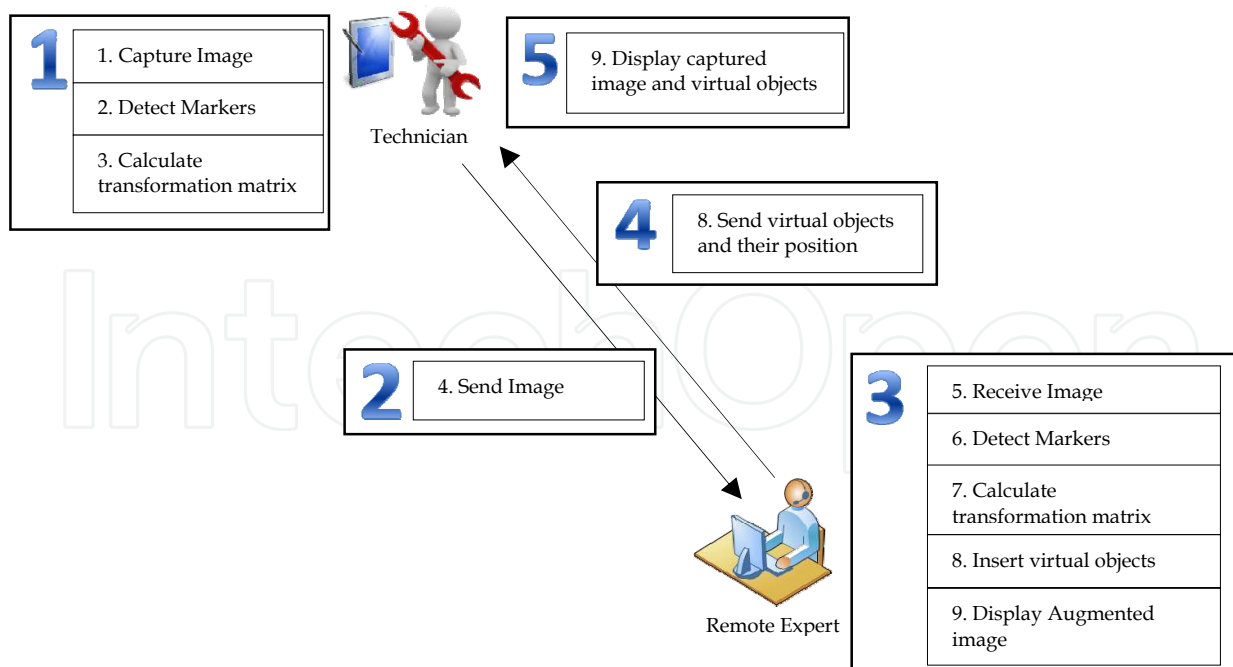 1
1. Capture Image
2. Detect Markers
3. Calculate
transformation matrix
Technician
5
9. Display captured
image and virtual objects
4
8. Send virtual objects
and their position
IntechOpen
2
4. Send Image
3
5. Receive Image
6. Detect Markers
7. Calculate
transformation matrix
8. Insert virtual objects
9. Display Augmented
image
Remote Expert